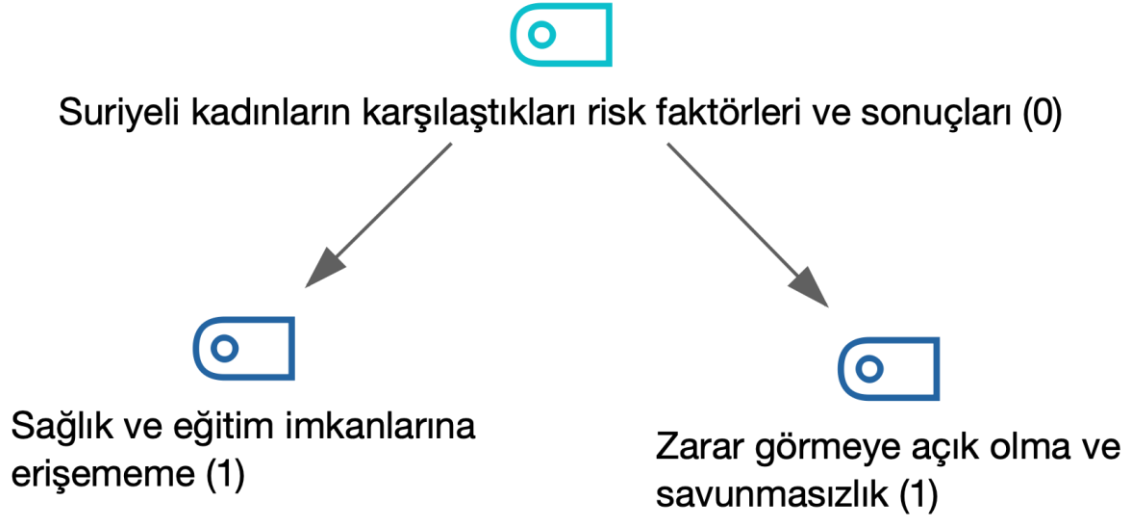 Suriyeli kadınların karşılaştıkları risk faktörleri ve sonuçları (0)
Sağlık ve eğitim imkanlarına
erişememe (1)
Zarar görmeye açık olma ve
savunmasızlık (1)